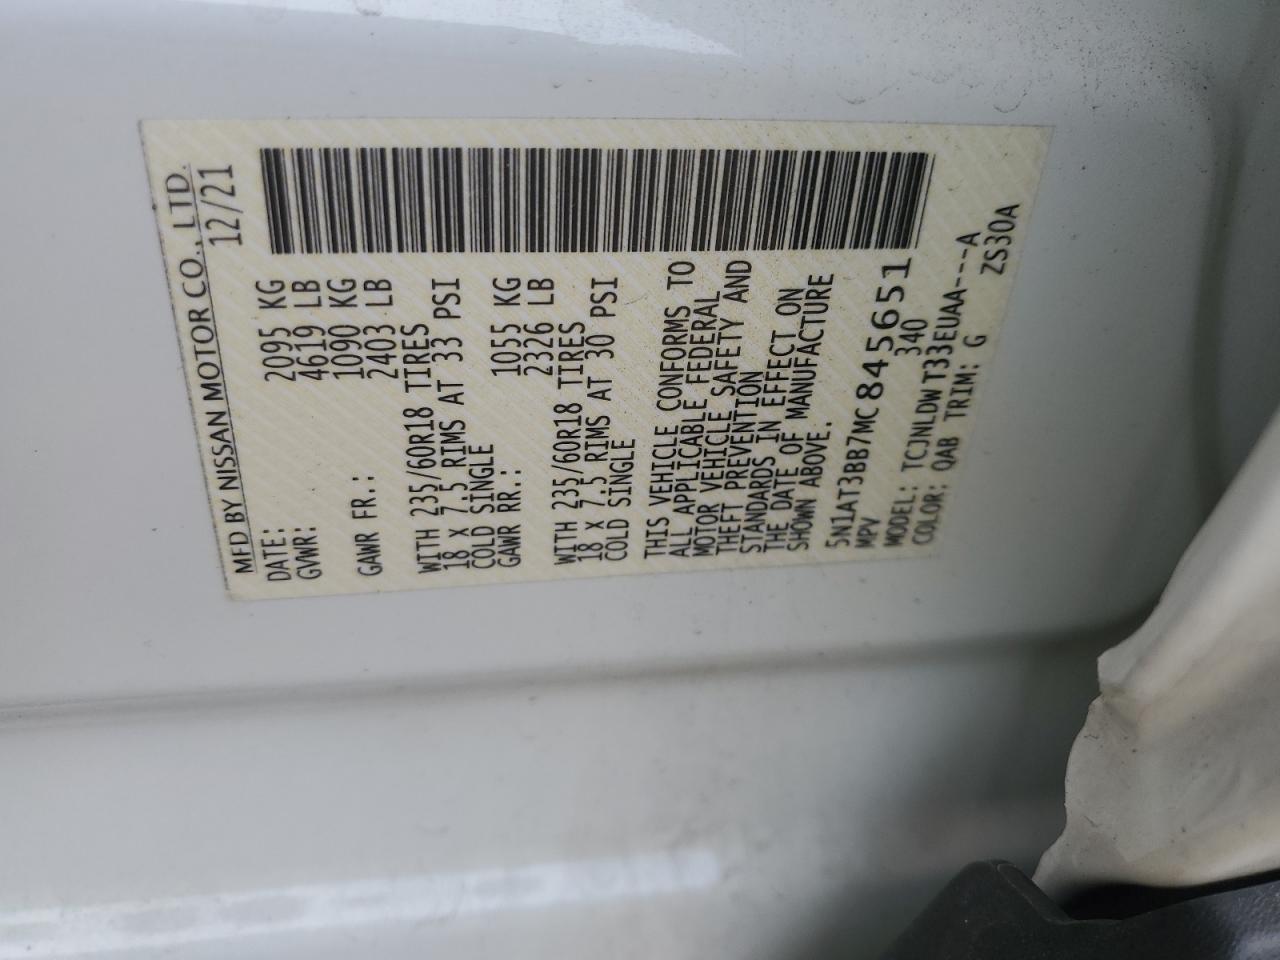 MFD BY NISSAN MOTOR CO., LTD.
DATE: 12/21
GVWR: 2095 KG
4619 LB
GAWR FR.: 1090 KG
2403 LB
WITH 235/60R18 TIRES
18 X 7.5 RIMS AT 33 PSI
COLD SINGLE
GAWR RR.: 1055 KG
2326 LB
WITH 235/60R18 TIRES
18 X 7.5 RIMS AT 30 PSI
COLD SINGLE
THIS VEHICLE CONFORMS TO
ALL APPLICABLE FEDERAL
MOTOR VEHICLE SAFETY AND
THEFT PREVENTION
STANDARDS IN EFFECT ON
THE DATE OF MANUFACTURE
SHOWN ABOVE.
5N1AT3BB7MC845651
MPV 340
MODEL: TCJNLDW T33EUAA---A
COLOR: QAB TRIM: G ZS30A